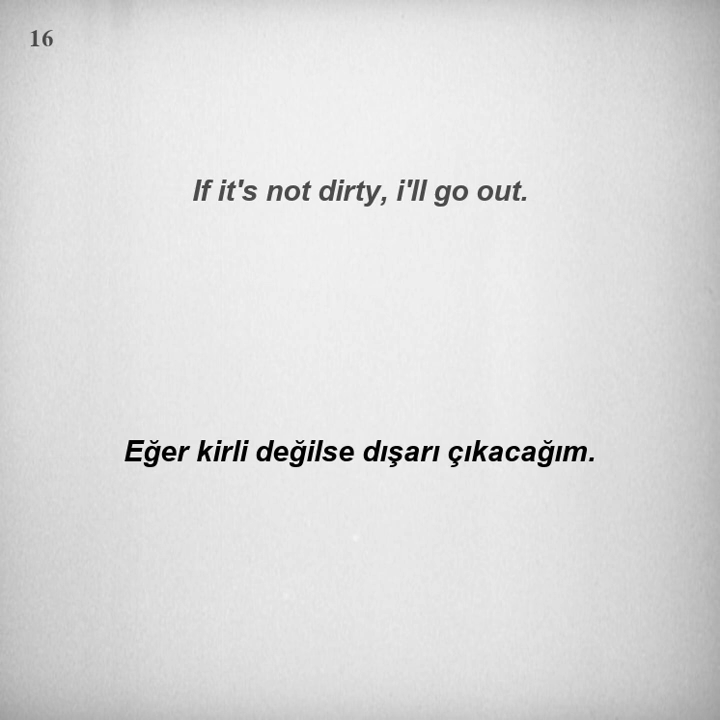 16
If it's not dirty, i'll go out.
Eğer kirli değilse dışarı çıkacağım.